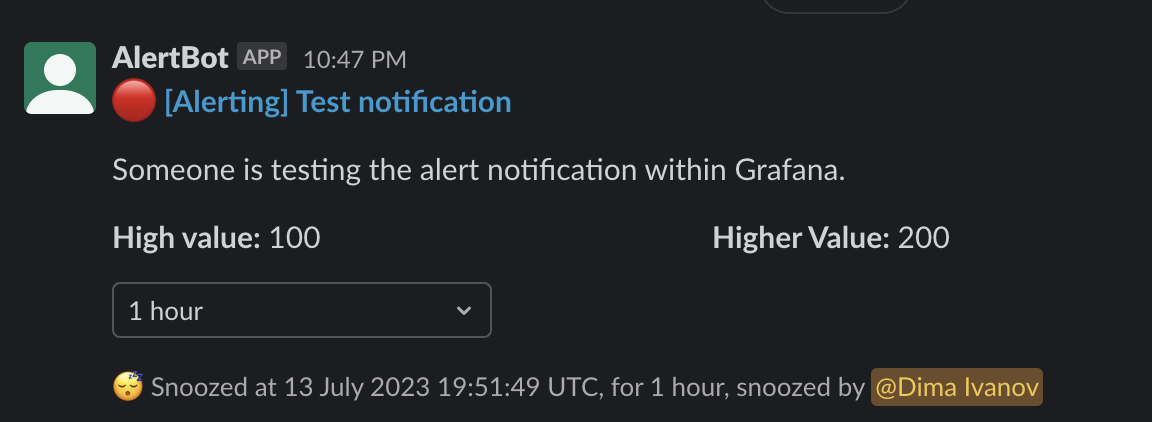 AlertBot APP 10:47 PM
[Alerting] Test notification
Someone is testing the alert notification within Grafana.
High value: 100 Higher Value: 200
1 hour
Snoozed at 13 July 2023 19:51:49 UTC, for 1 hour, snoozed by @Dima Ivanov